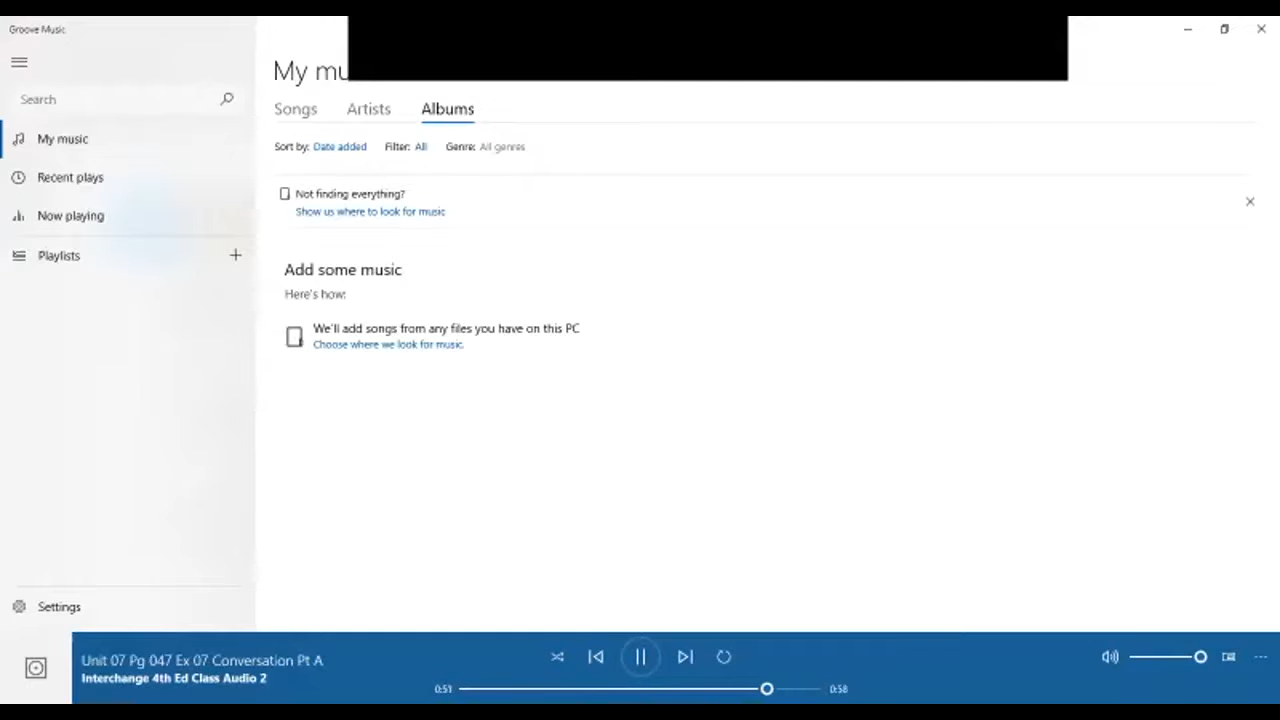 Groove Music
My mu
Search
Songs Artists Albums
My music
Sort by: Date added Filter: All Genre: All genres
Recent plays
Not finding everything?
Show us where to look for music
Now playing
Playlists
Add some music
Here's how:
We'll add songs from any files you have on this PC
Choose where we look for music.
Settings
Unit 07 Pg 047 Ex 07 Conversation Pt A
Interchange 4th Ed Class Audio 2
0:51 0:58